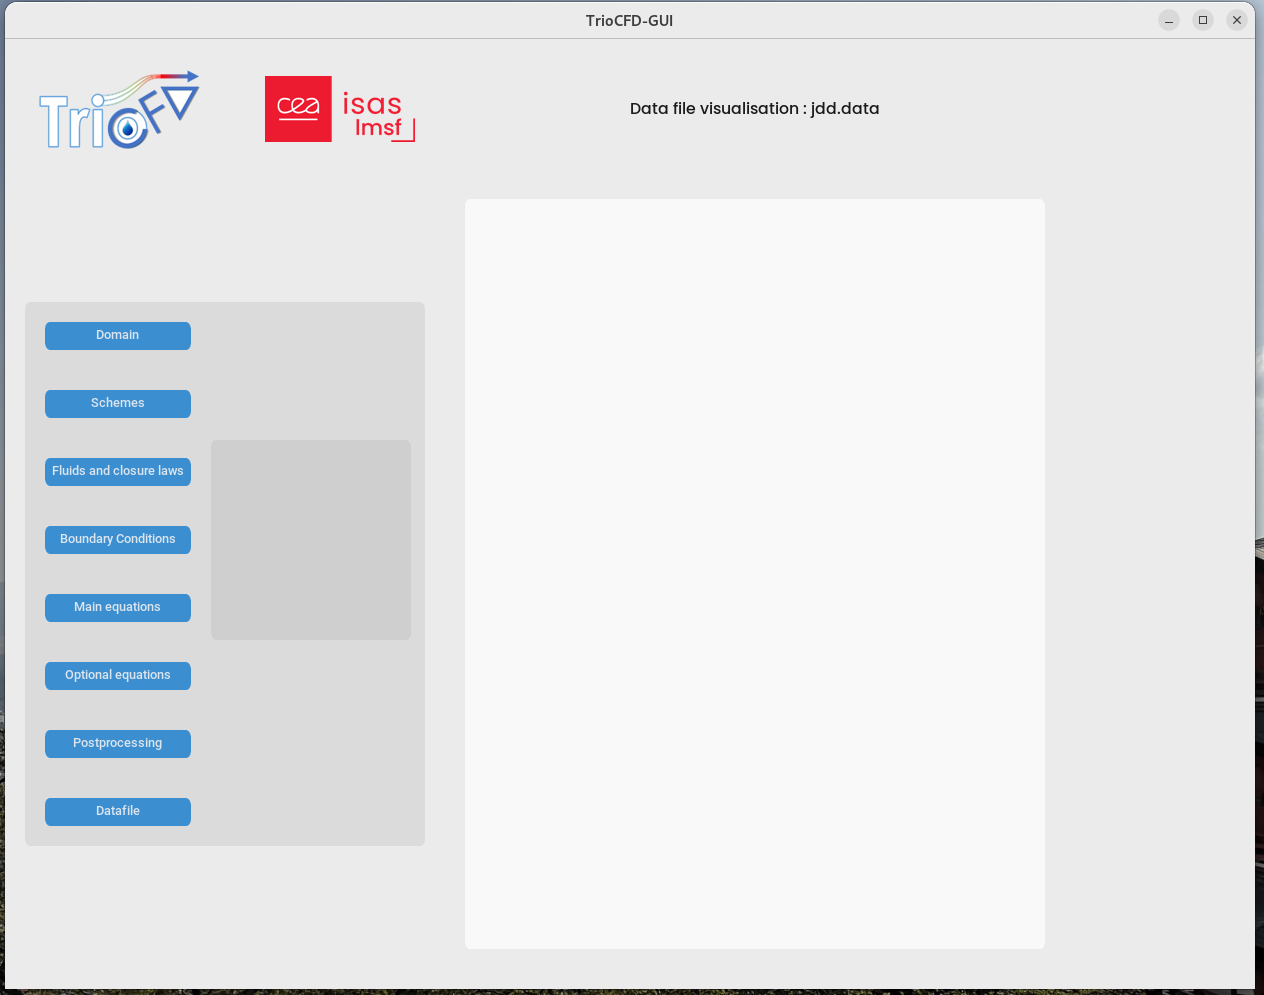 TrioCFD-GUI
TrioCFD
cea
isas
lmsf
Data file visualisation : jdd.data
Domain
Schemes
Fluids and closure laws
Boundary Conditions
Main equations
Optional equations
Postprocessing
Datafile